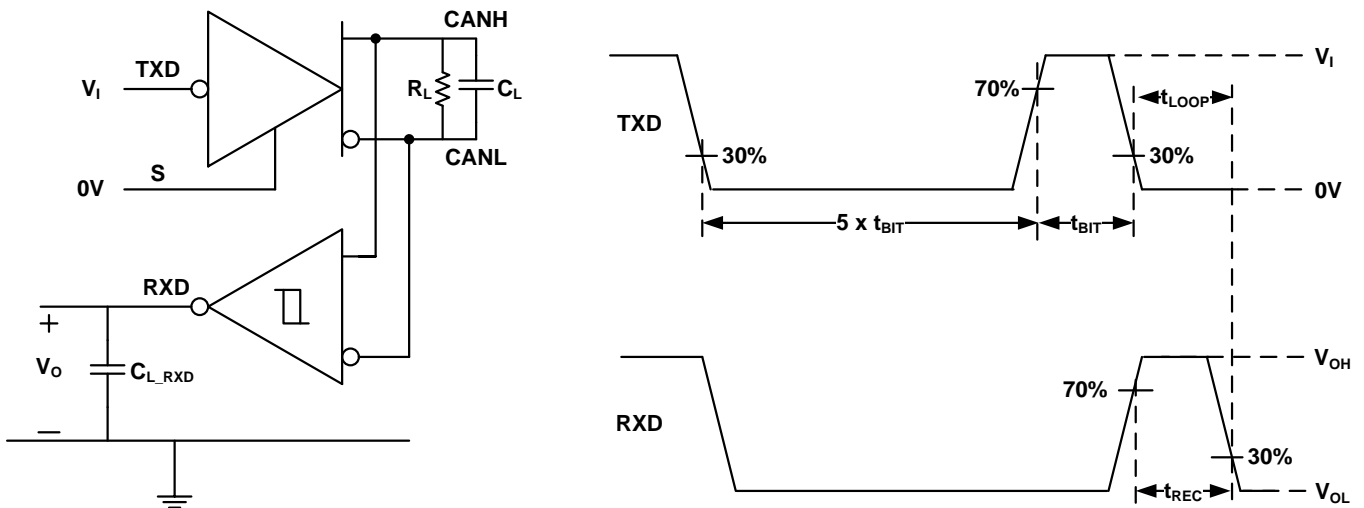 CANH
TXD
V_I
R_L
C_L
CANL
S
0V
RXD
+
V_O
C_L_RXD
—
V_I
70%
t_LOOP
TXD
30%
30%
0V
5 x t_BIT
t_BIT
V_OH
70%
RXD
30%
t_REC
V_OL